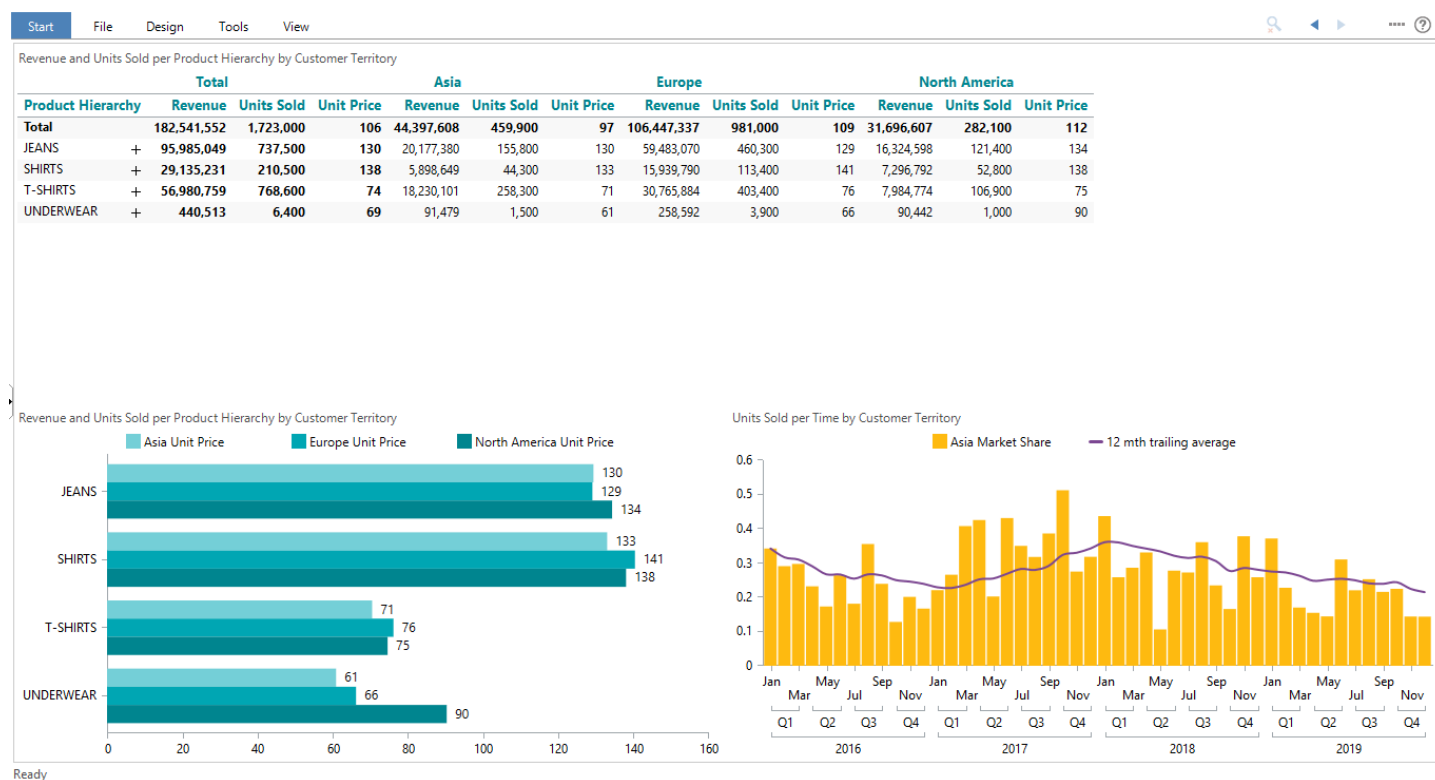 Start File Design Tools View
Revenue and Units Sold per Product Hierarchy by Customer Territory
Total Asia Europe North America
Product Hierarchy Revenue Units Sold Unit Price Revenue Units Sold Unit Price Revenue Units Sold Unit Price Revenue Units Sold Unit Price
Total 182,541,552 1,723,000 106 44,397,608 459,900 97 106,447,337 981,000 109 31,696,607 282,100 112
JEANS + 95,985,049 737,500 130 20,177,380 155,800 130 59,483,070 460,300 129 16,324,598 121,400 134
SHIRTS + 29,135,231 210,500 138 5,898,649 44,300 133 15,939,790 113,400 141 7,296,792 52,800 138
T-SHIRTS + 56,980,759 768,600 74 18,230,101 258,300 71 30,765,884 403,400 76 7,984,774 106,900 75
UNDERWEAR + 440,513 6,400 69 91,479 1,500 61 258,592 3,900 66 90,442 1,000 90
Revenue and Units Sold per Product Hierarchy by Customer Territory
Asia Unit Price Europe Unit Price North America Unit Price
130
JEANS 129
134
133
SHIRTS 141
138
71
T-SHIRTS 76
75
61
UNDERWEAR 66
90
0 20 40 60 80 100 120 140 160
Units Sold per Time by Customer Territory
Asia Market Share 12 mth trailing average
0.6
0.5
0.4
0.3
0.2
0.1
0
Jan May Sep Jan May Sep Jan May Sep Jan May Sep
Mar Jul Nov Mar Jul Nov Mar Jul Nov Mar Jul Nov
Q1 Q2 Q3 Q4 Q1 Q2 Q3 Q4 Q1 Q2 Q3 Q4 Q1 Q2 Q3 Q4
2016 2017 2018 2019
Ready